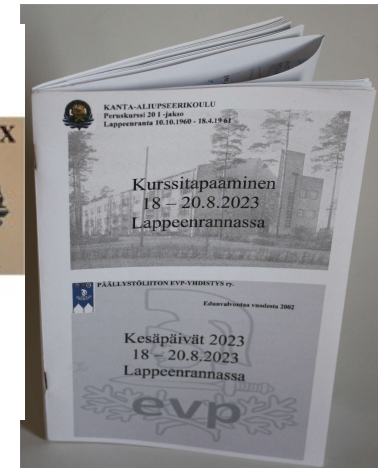 X
KANTA-ALIUPSEERIKOULU
Peruskurssi 20 I -jakso
Lappeenranta 10.10.1960 - 18.4.1961
Kurssitapaaminen
18 – 20.8.2023
Lappeenrannassa
PÄÄLLYSTÖLIITON EVP-YHDISTYS ry.
Edunvalvontaa vuodesta 2002
Kesäpäivät 2023
18 – 20.8.2023
Lappeenrannassa
evp